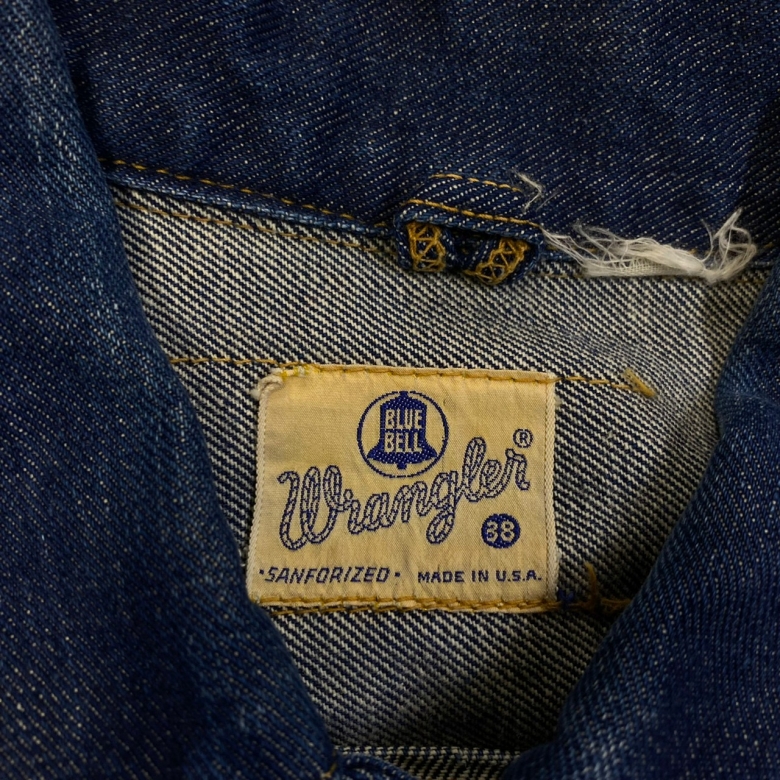 BLUE
BELL
Wrangler®
38
·SANFORIZED· MADE IN U.S.A.